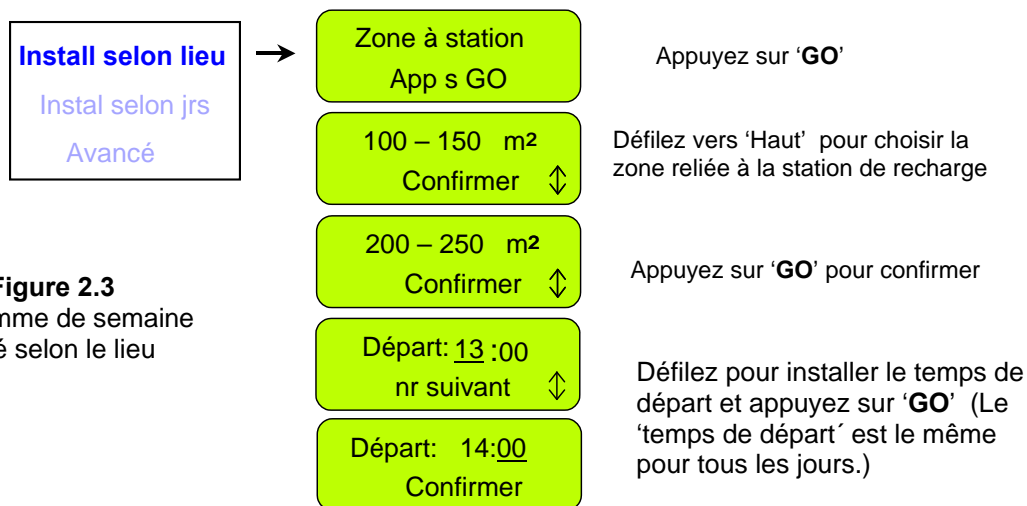 Install selon lieu
Instal selon jrs
Avancé
Zone à station
App s GO
Appuyez sur ‘GO’
100 – 150 m²
Confirmer
Défilez vers ‘Haut’ pour choisir la
zone reliée à la station de recharge
200 – 250 m²
Confirmer
Appuyez sur ‘GO’ pour confirmer
Figure 2.3
mme de semaine
é selon le lieu
Départ: 13 :00
nr suivant
Départ: 14:00
Confirmer
Défilez pour installer le temps de
départ et appuyez sur ‘GO’ (Le
‘temps de départ´ est le même
pour tous les jours.)